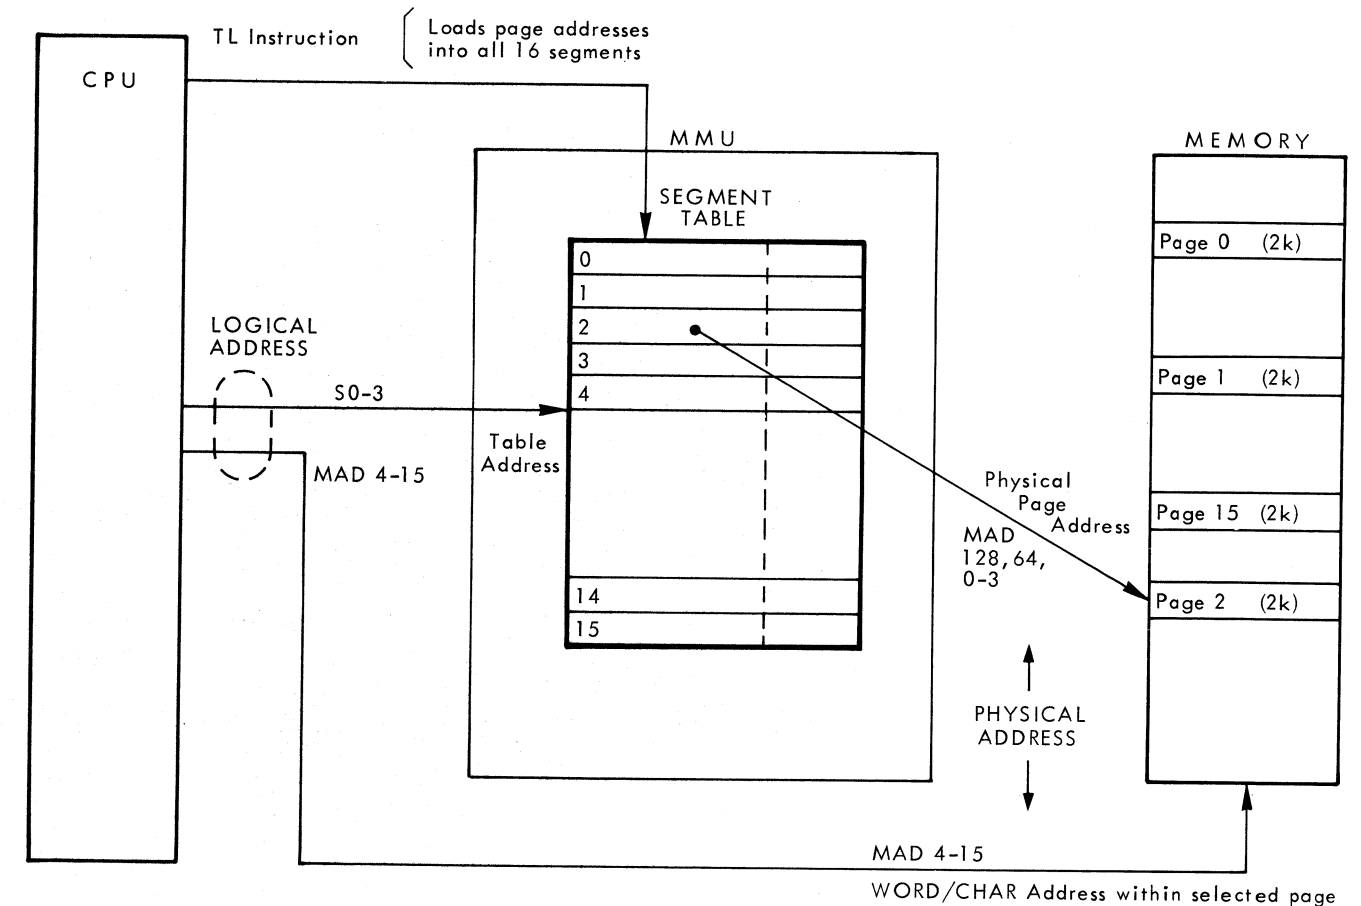 TL Instruction
Loads page addresses
into all 16 segments
CPU
MMU
MEMORY
SEGMENT
TABLE
0
1
2
3
4
14
15
LOGICAL
ADDRESS
S0-3
MAD 4-15
Table
Address
Physical
Page
Address
MAD
128, 64,
0-3
Page 0 (2k)
Page 1 (2k)
Page 15 (2k)
Page 2 (2k)
PHYSICAL
ADDRESS
MAD 4-15
WORD/CHAR Address within selected page